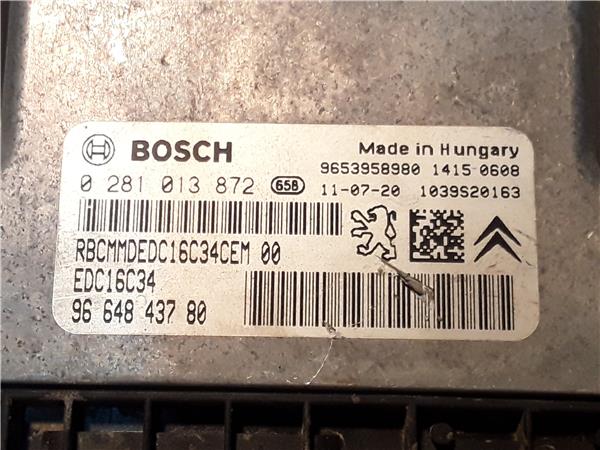 BOSCH
Made in Hungary
9653958980 1415 0608
0 281 013 872 658 11-07-20 1039S20163
RBCMMDEDC16C34CEM 00
EDC16C34
96 648 437 80